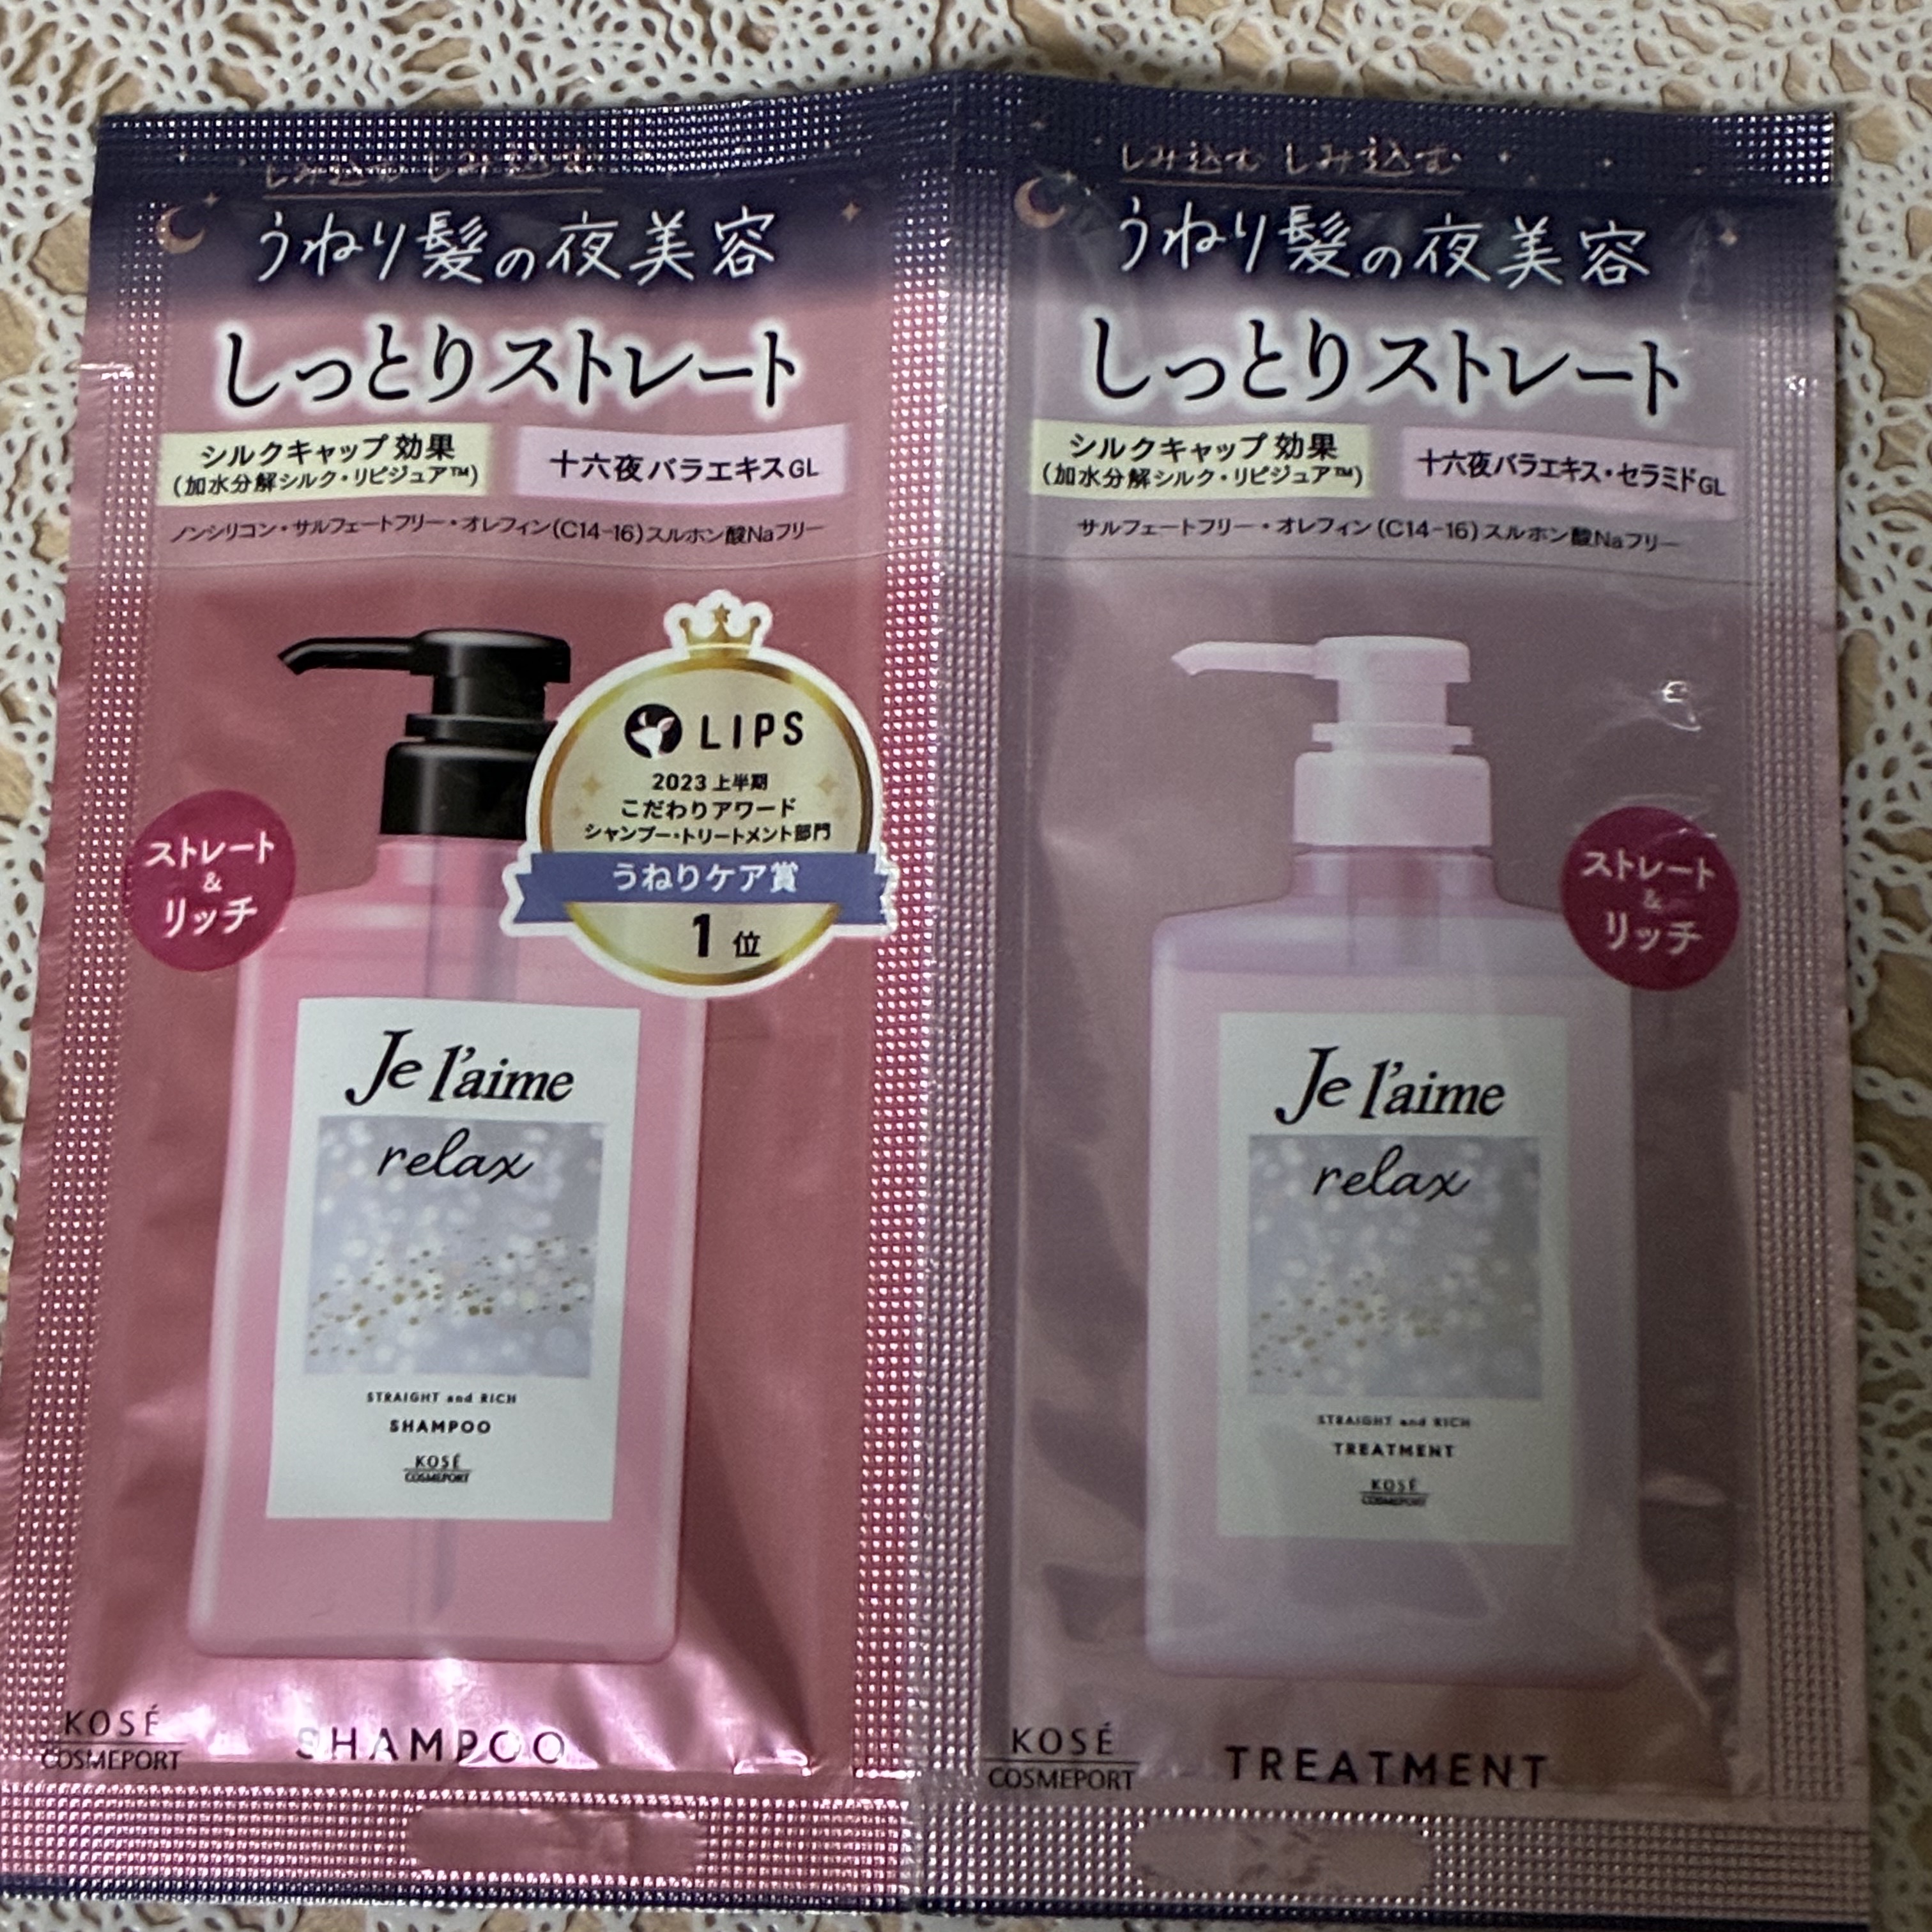 しみ込む しみ込む
うねり髪の夜美容
しっとりストレート
シルクキャップ効果
(加水分解シルク・リピジュア™)
十六夜バラエキスGL
ノンシリコン・サルフェートフリー・オレフィン(C14-16)スルホン酸Naフリー
LIPS
2023 上半期
こだわりアワード
シャンプー・トリートメント部門
うねりケア賞
1 位
ストレート
&
リッチ
Je l'aime
relax
STRAIGHT and RICH
SHAMPOO
KOSÉ
COSMEPORT
KOSÉ
COSMEPORT
SHAMPOO
しみ込む しみ込む
うねり髪の夜美容
しっとりストレート
シルクキャップ効果
(加水分解シルク・リピジュア™)
十六夜バラエキス・セラミドGL
サルフェートフリー・オレフィン(C14-16)スルホン酸Naフリー
ストレート
&
リッチ
Je l'aime
relax
STRAIGHT and RICH
TREATMENT
KOSÉ
COSMEPORT
KOSÉ
COSMEPORT
TREATMENT